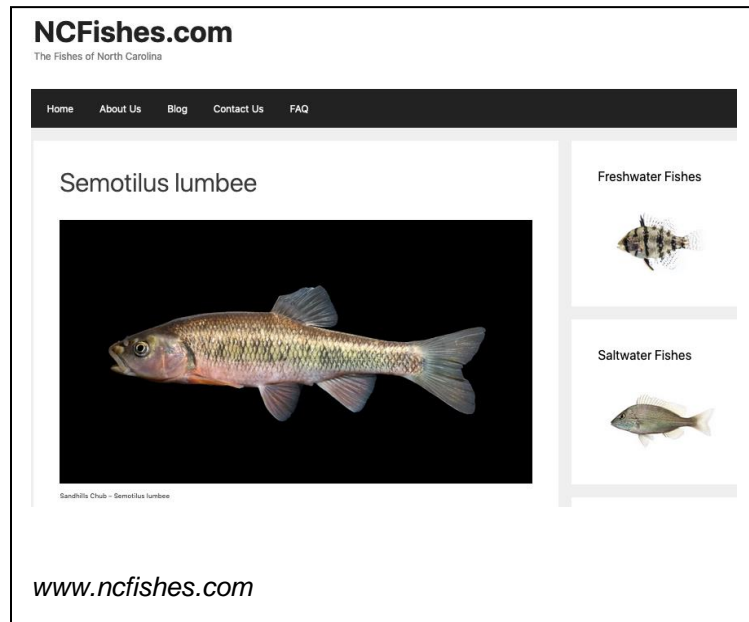 NCFishes.com
The Fishes of North Carolina
Home About Us Blog Contact Us FAQ
Semotilus lumbee
Sandhills Chub - Semotilus lumbee
Freshwater Fishes
Saltwater Fishes
www.ncfishes.com